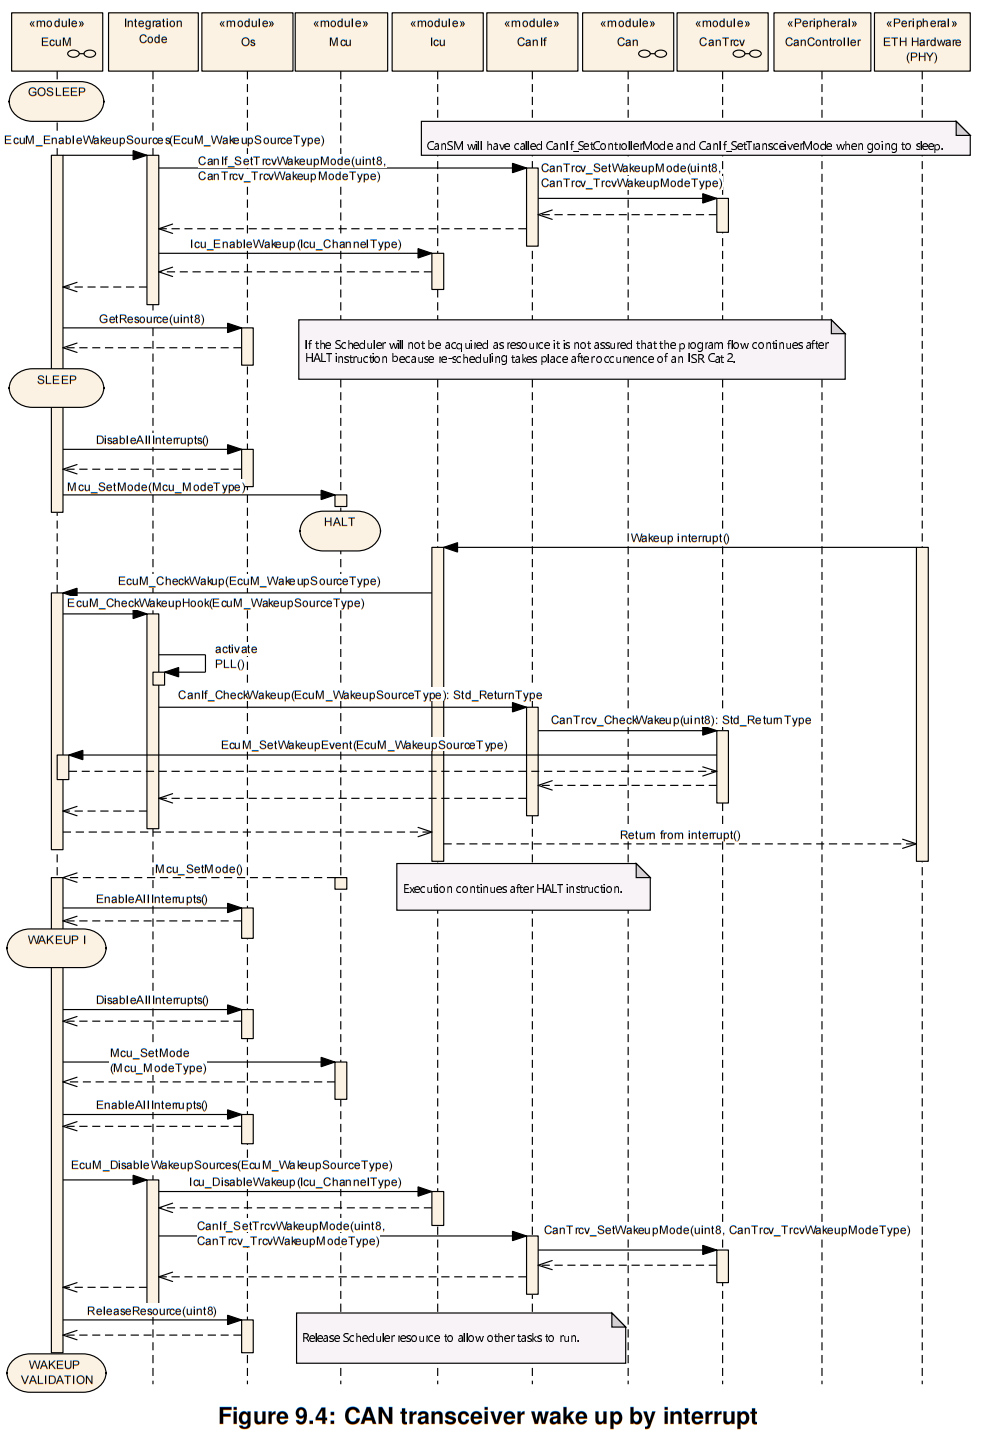 «module» Integration «module» «module» «module» «module» «module» «module» «Peripheral» «Peripheral»
EcuM Code Os Mcu Icu CanIf Can CanTrcv CanController ETH Hardware
(PHY)
GOSLEEP
EcuM_EnableWakeupSources(EcuM_WakeupSourceType)
CanSM will have called CanIf_SetControllerMode and CanIf_SetTransceiverMode when going to sleep.
CanIf_SetTrcvWakeupMode(uint8,
CanTrcv_TrcvWakeupModeType)
CanTrcv_SetWakeupMode(uint8,
CanTrcv_TrcvWakeupModeType)
Icu_EnableWakeup(Icu_ChannelType)
GetResource(uint8)
If the Scheduler will not be acquired as resource it is not assured that the program flow continues after
HALT instruction because re-scheduling takes place after occurrence of an ISR Cat 2.
SLEEP
DisableAllInterrupts()
Mcu_SetMode(Mcu_ModeType)
HALT
Wakeup interrupt()
EcuM_CheckWakup(EcuM_WakeupSourceType)
EcuM_CheckWakeupHook(EcuM_WakeupSourceType)
activate
PLL()
CanIf_CheckWakeup(EcuM_WakeupSourceType): Std_ReturnType
CanTrcv_CheckWakeup(uint8): Std_ReturnType
EcuM_SetWakeupEvent(EcuM_WakeupSourceType)
Return from interrupt()
Mcu_SetMode()
Execution continues after HALT instruction.
EnableAllInterrupts()
WAKEUP I
DisableAllInterrupts()
Mcu_SetMode
(Mcu_ModeType)
EnableAllInterrupts()
EcuM_DisableWakeupSources(EcuM_WakeupSourceType)
Icu_DisableWakeup(Icu_ChannelType)
CanIf_SetTrcvWakeupMode(uint8,
CanTrcv_TrcvWakeupModeType)
CanTrcv_SetWakeupMode(uint8, CanTrcv_TrcvWakeupModeType)
ReleaseResource(uint8)
Release Scheduler resource to allow other tasks to run.
WAKEUP
VALIDATION
Figure 9.4: CAN transceiver wake up by interrupt